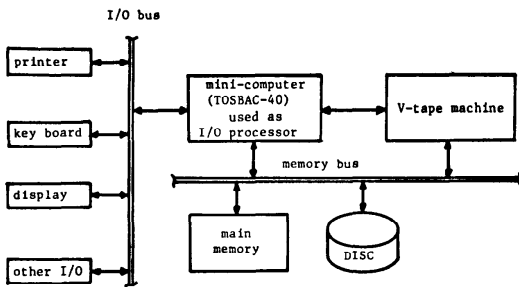 I/O bus
printer
key board
display
other I/O
mini-computer
(TOSBAC-40)
used as
I/O processor
V-tape machine
memory bus
main
memory
DISC